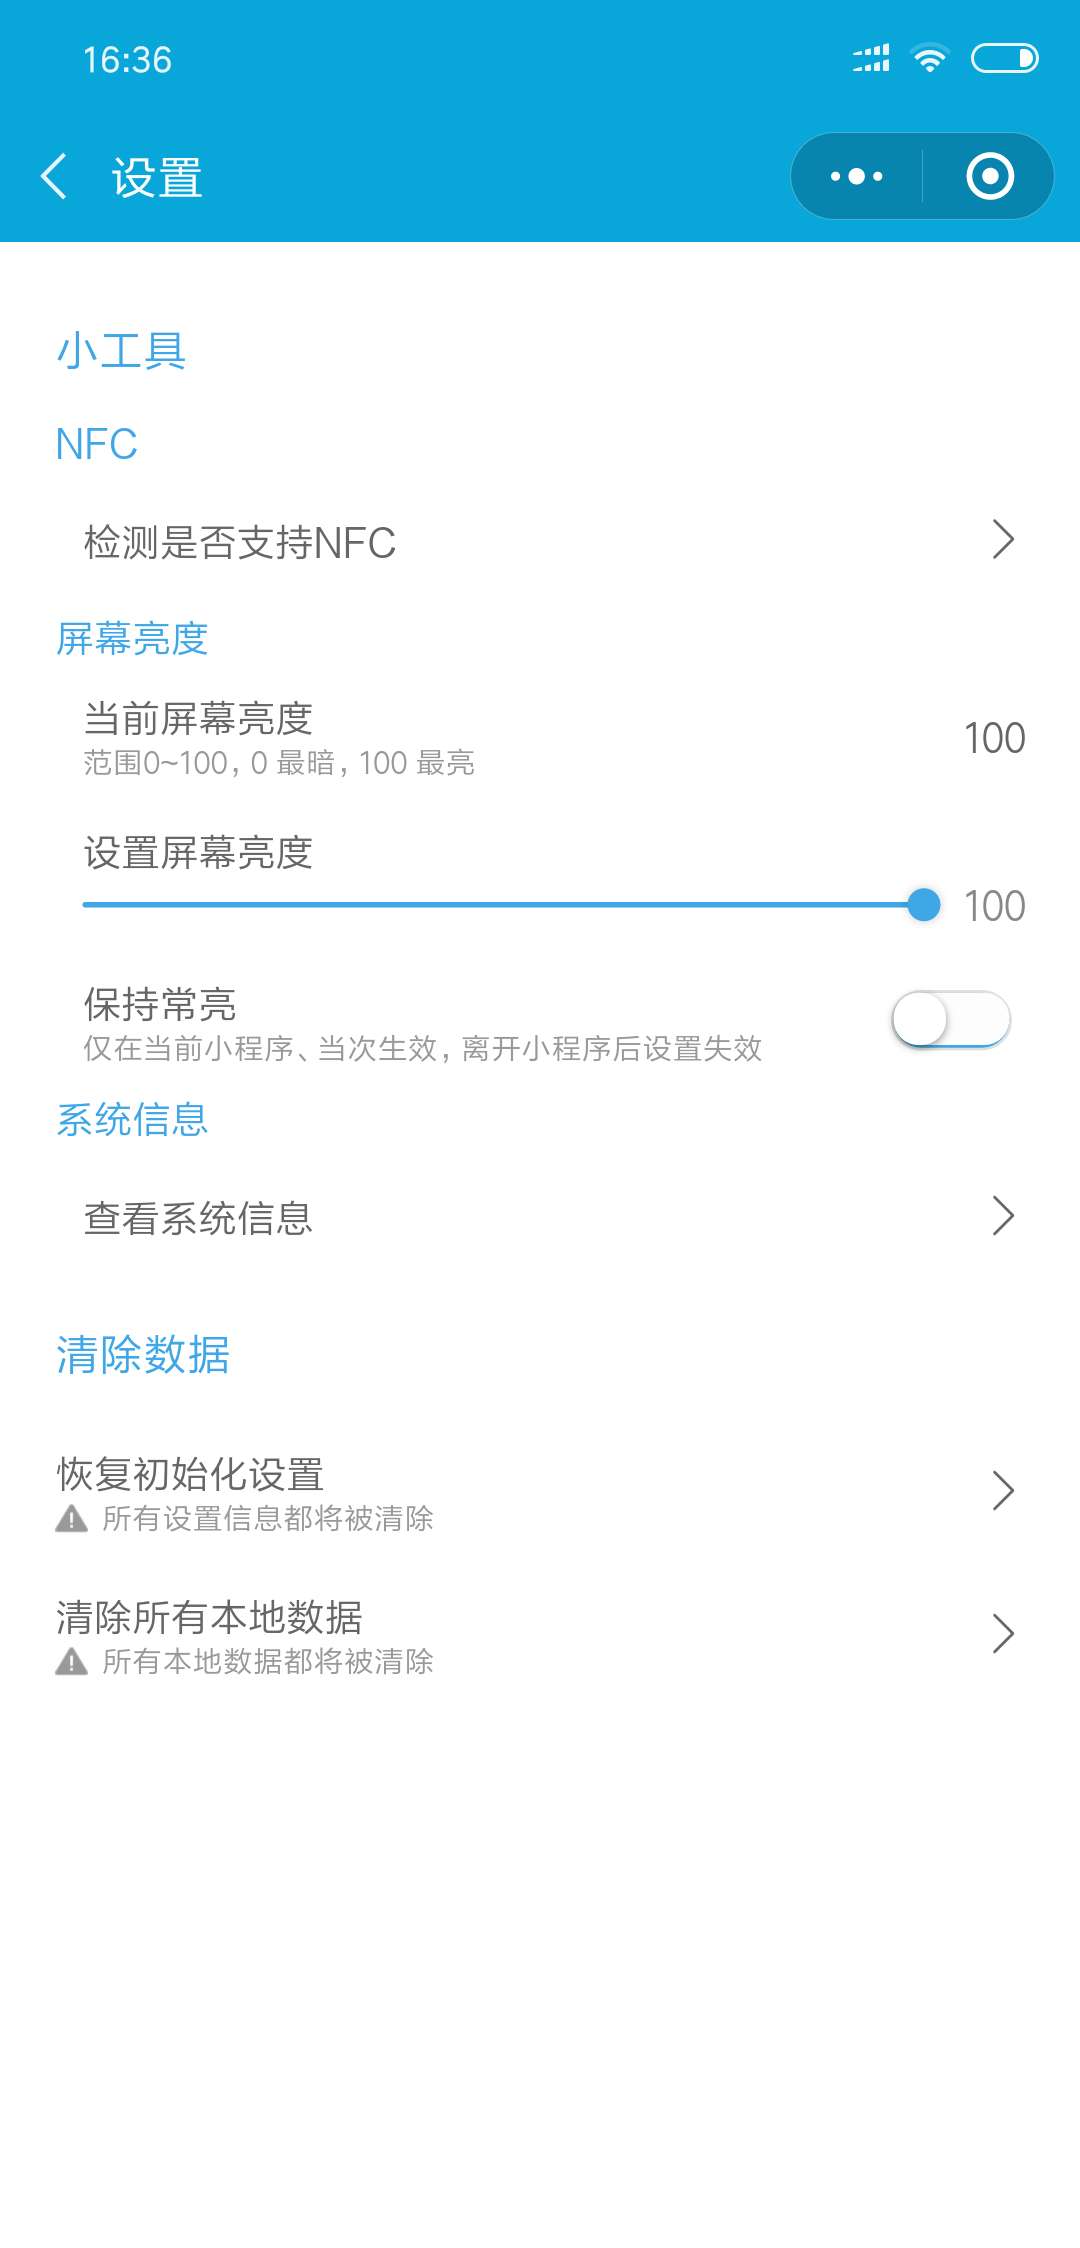 16:36
设置
小工具
NFC
检测是否支持NFC
屏幕亮度
当前屏幕亮度
范围0~100, 0 最暗, 100 最亮
100
设置屏幕亮度
100
保持常亮
仅在当前小程序、当次生效, 离开小程序后设置失效
系统信息
查看系统信息
清除数据
恢复初始化设置
所有设置信息都将被清除
清除所有本地数据
所有本地数据都将被清除